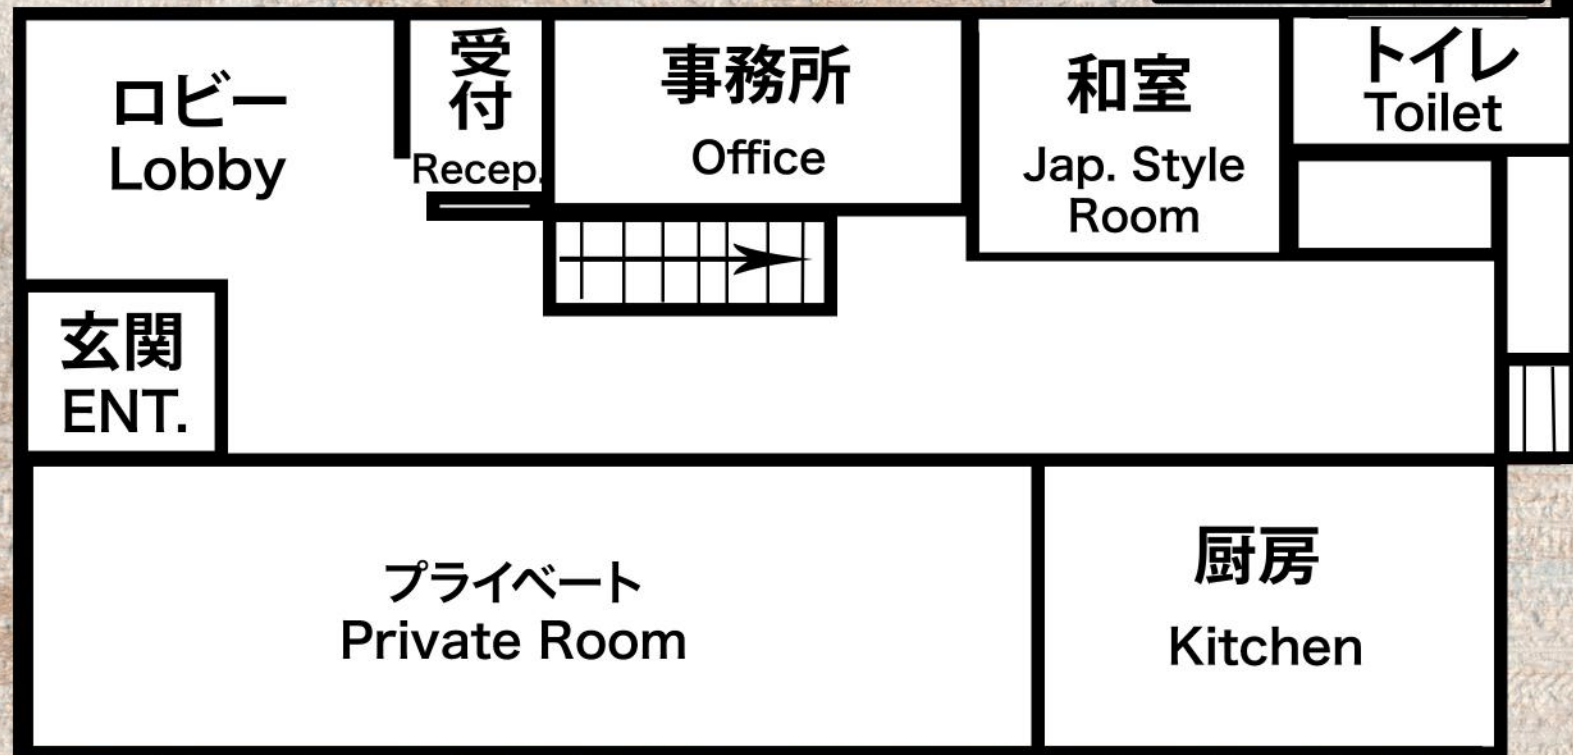 ロビー
Lobby
受付
Recep.
事務所
Office
和室
Jap. Style
Room
トイレ
Toilet
玄関
ENT.
プライベート
Private Room
厨房
Kitchen